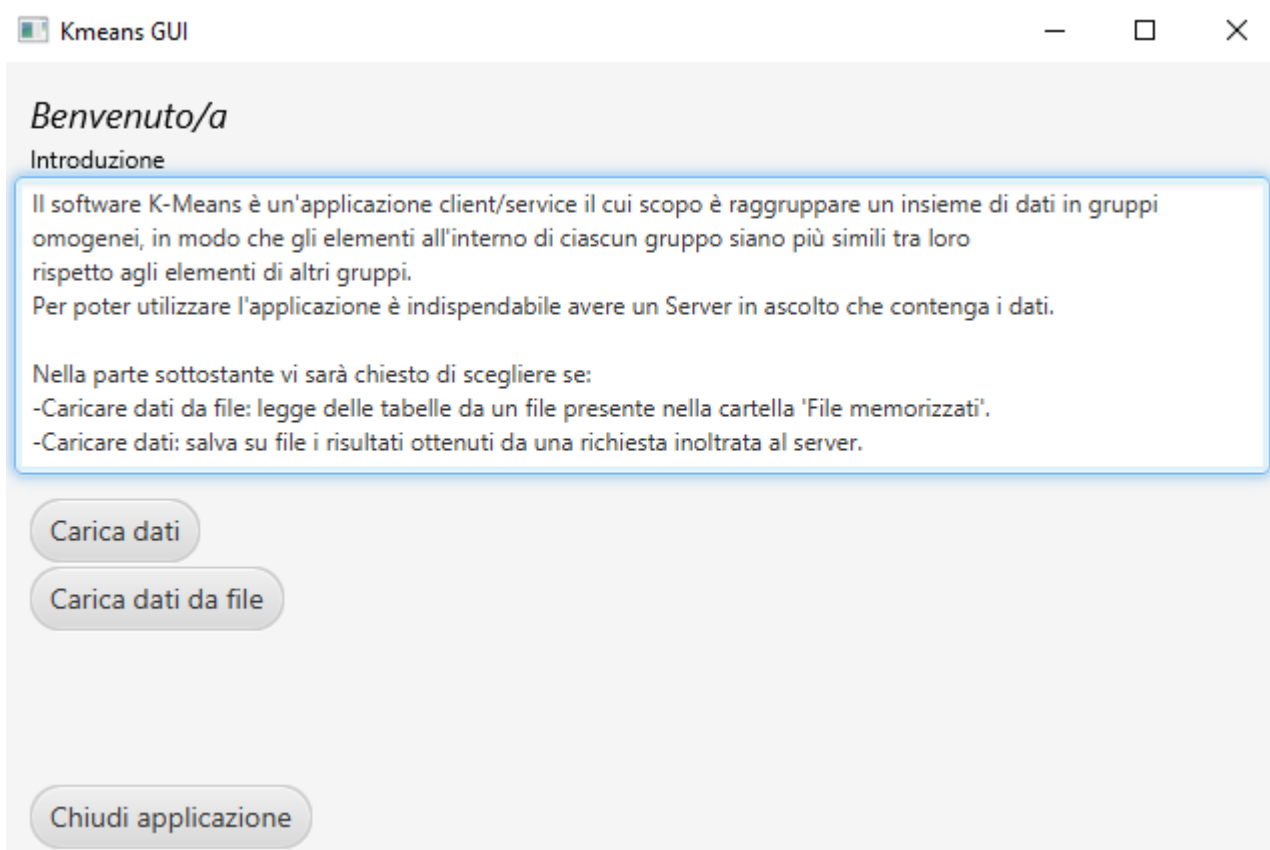 Kmeans GUI
Benvenuto/a
Introduzione
Il software K-Means è un'applicazione client/service il cui scopo è raggruppare un insieme di dati in gruppi
omogenei, in modo che gli elementi all'interno di ciascun gruppo siano più simili tra loro
rispetto agli elementi di altri gruppi.
Per poter utilizzare l'applicazione è indispendabile avere un Server in ascolto che contenga i dati.
Nella parte sottostante vi sarà chiesto di scegliere se:
-Caricare dati da file: legge delle tabelle da un file presente nella cartella 'File memorizzati'.
-Caricare dati: salva su file i risultati ottenuti da una richiesta inoltrata al server.
Carica dati
Carica dati da file
Chiudi applicazione